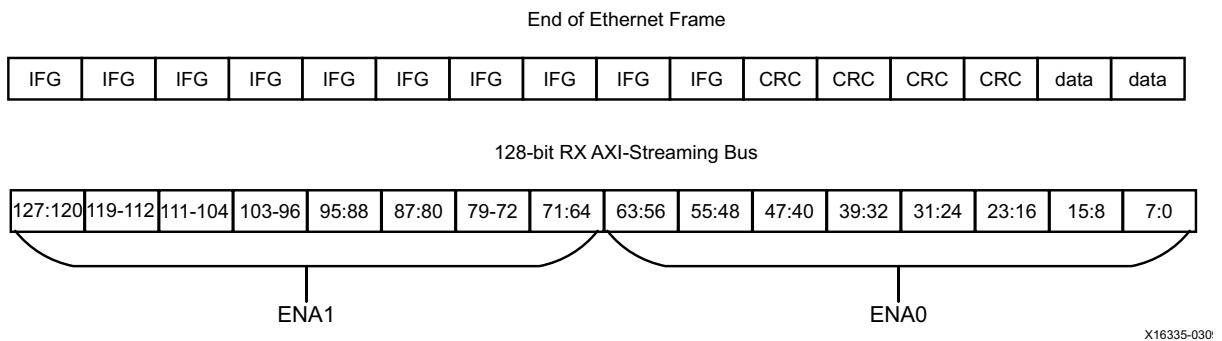 End of Ethernet Frame
IFG IFG IFG IFG IFG IFG IFG IFG IFG IFG CRC CRC CRC CRC data data
128-bit RX AXI-Streaming Bus
127:120 119-112 111-104 103-96 95:88 87:80 79-72 71:64 63:56 55:48 47:40 39:32 31:24 23:16 15:8 7:0
ENA1 ENA0
X16335-0309